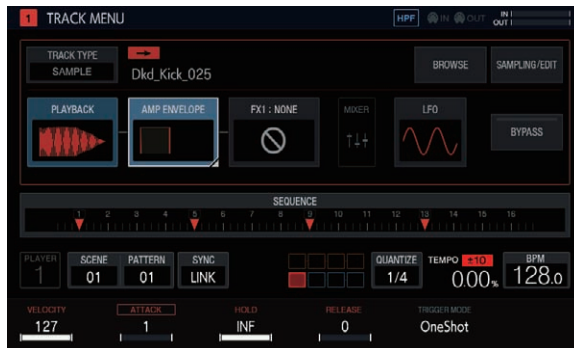 1 TRACK MENU HPF IN OUT IN OUT
TRACK TYPE
SAMPLE
Dkd_Kick_025
BROWSE
SAMPLING/EDIT
PLAYBACK
AMP ENVELOPE
FX1 : NONE
MIXER
LFO
BYPASS
SEQUENCE
1 2 3 4 5 6 7 8 9 10 11 12 13 14 15 16
PLAYER
1
SCENE
01
PATTERN
01
SYNC
LINK
QUANTIZE
1/4
TEMPO ±10
0.00%
BPM
128.0
VELOCITY
127
ATTACK
1
HOLD
INF
RELEASE
0
TRIGGER MODE
OneShot